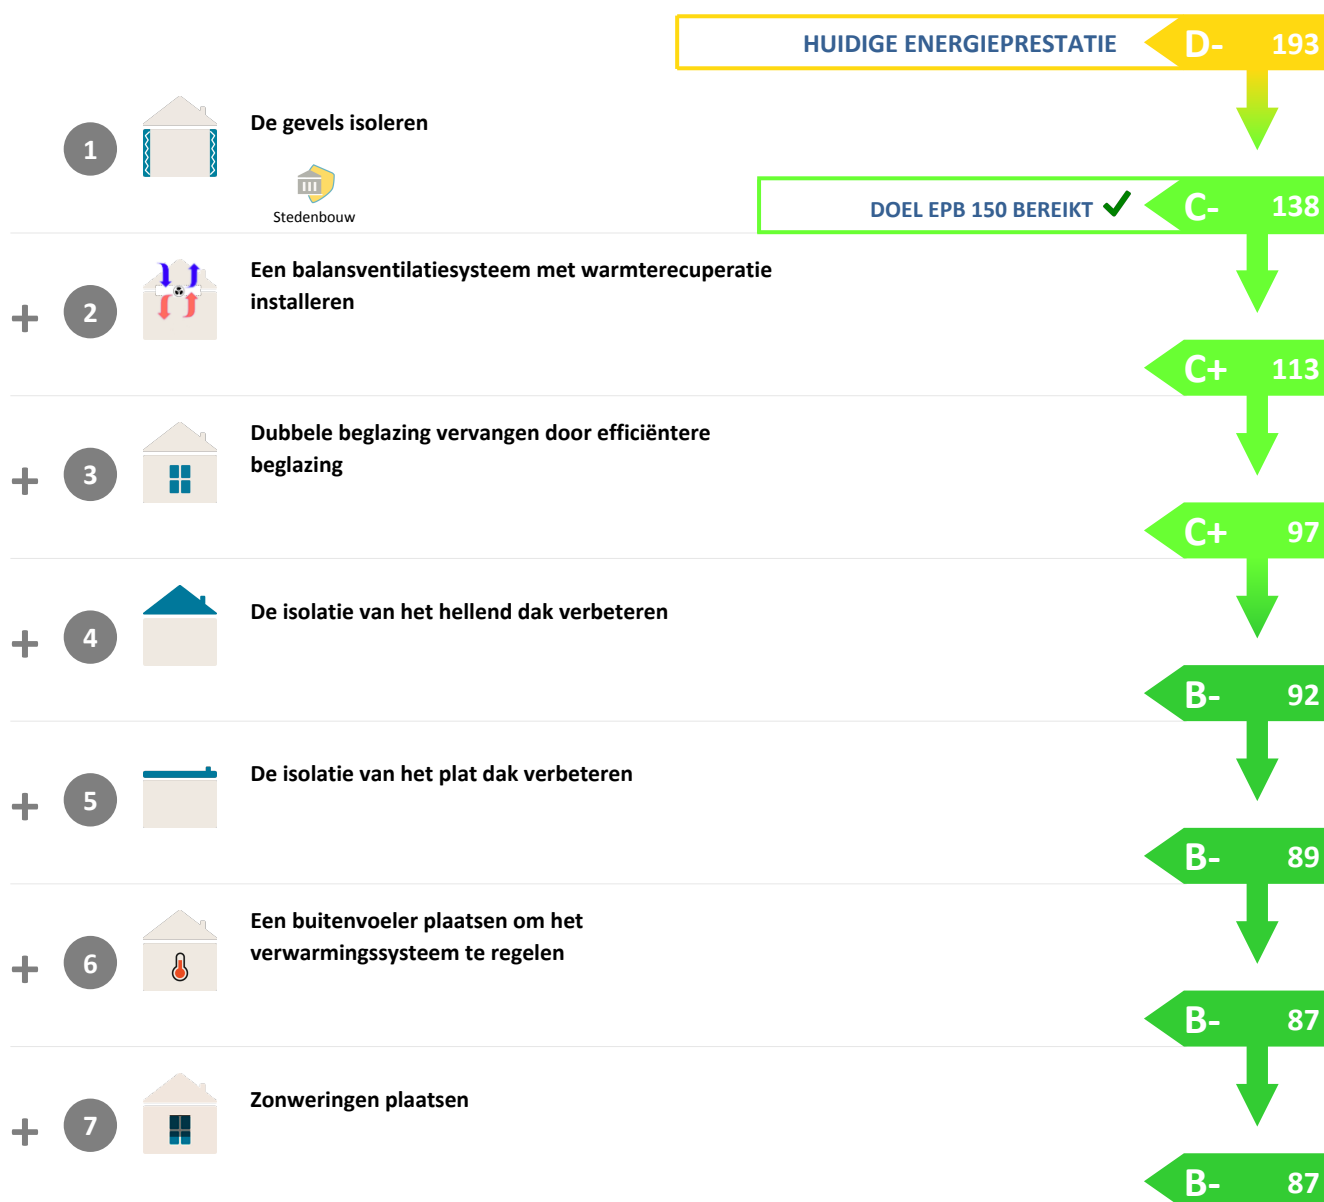 HUIDIGE ENERGIEPRESTATIE D- 193
1 De gevels isoleren
Stedenbouw
DOEL EPB 150 BEREIKT ✔ C- 138
+ 2 Een balansventilatiesysteem met warmterecuperatie
installeren
C+ 113
+ 3 Dubbele beglazing vervangen door efficiëntere
beglazing
C+ 97
+ 4 De isolatie van het hellend dak verbeteren
B- 92
+ 5 De isolatie van het plat dak verbeteren
B- 89
+ 6 Een buitenvoeler plaatsen om het
verwarmingssysteem te regelen
B- 87
+ 7 Zonweringen plaatsen
B- 87